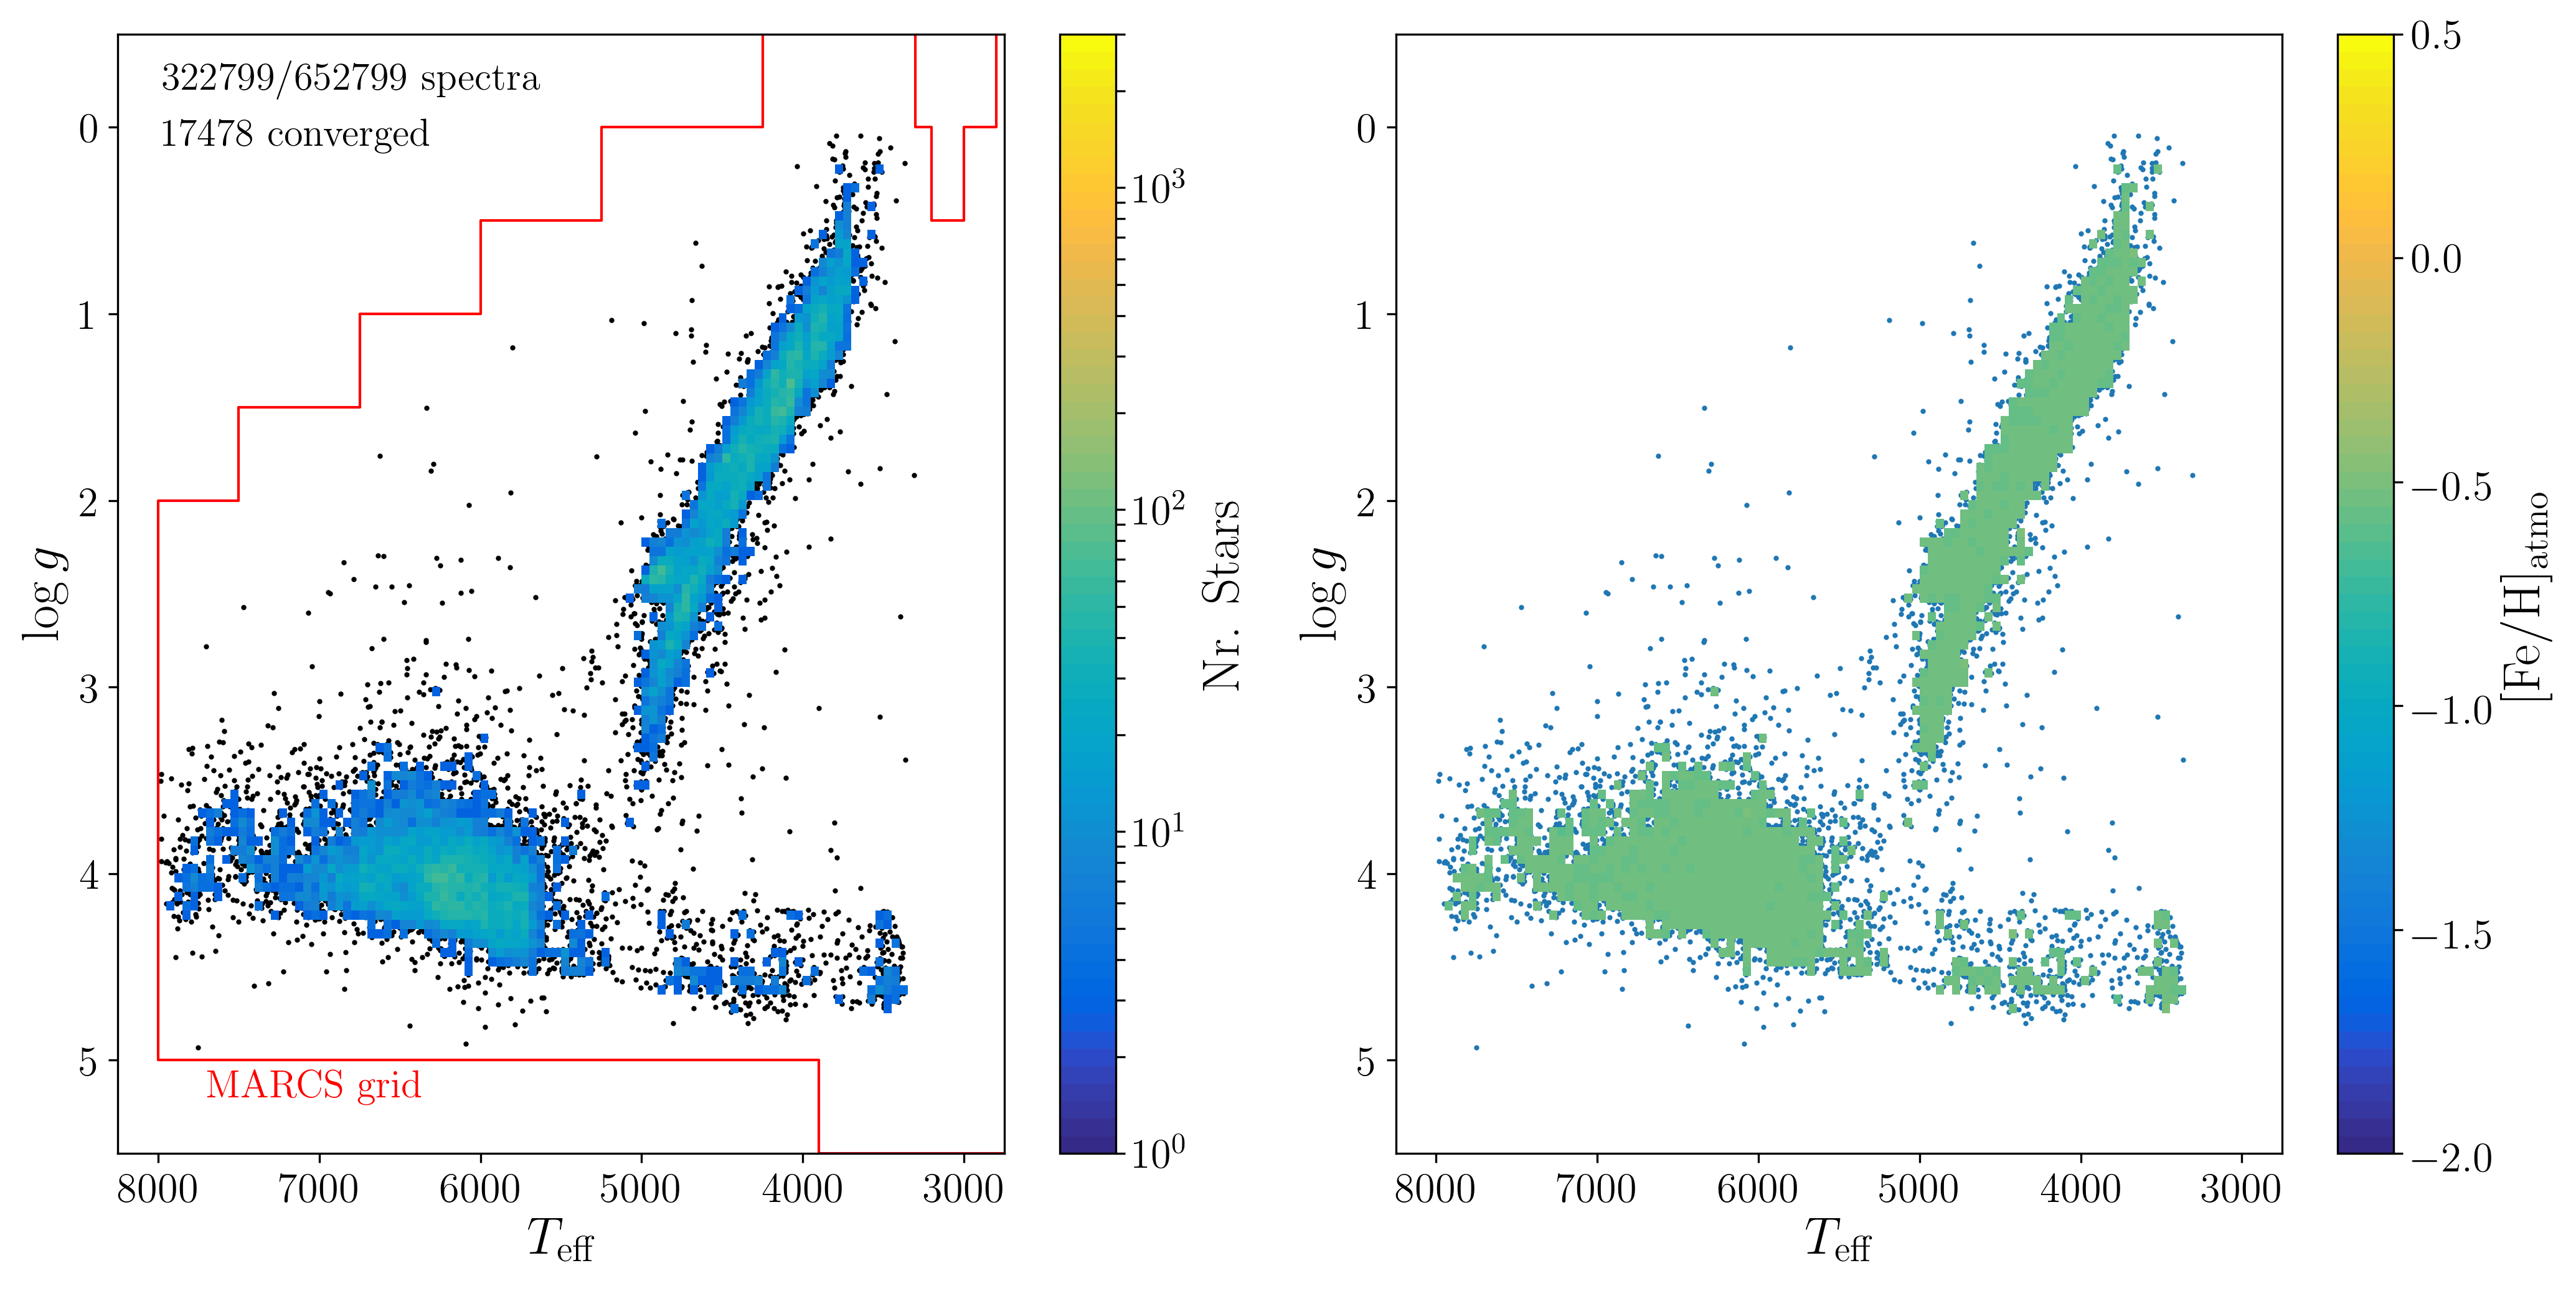 322799/652799 spectra
17478 converged
0
1
2
3
4
5
log g
MARCS grid
8000 7000 6000 5000 4000 3000
T_eff
10^3
10^2
10^1
10^0
Nr. Stars
0
1
2
3
4
5
log g
8000 7000 6000 5000 4000 3000
T_eff
0.5
0.0
−0.5
−1.0
−1.5
−2.0
[Fe/H]_atmo